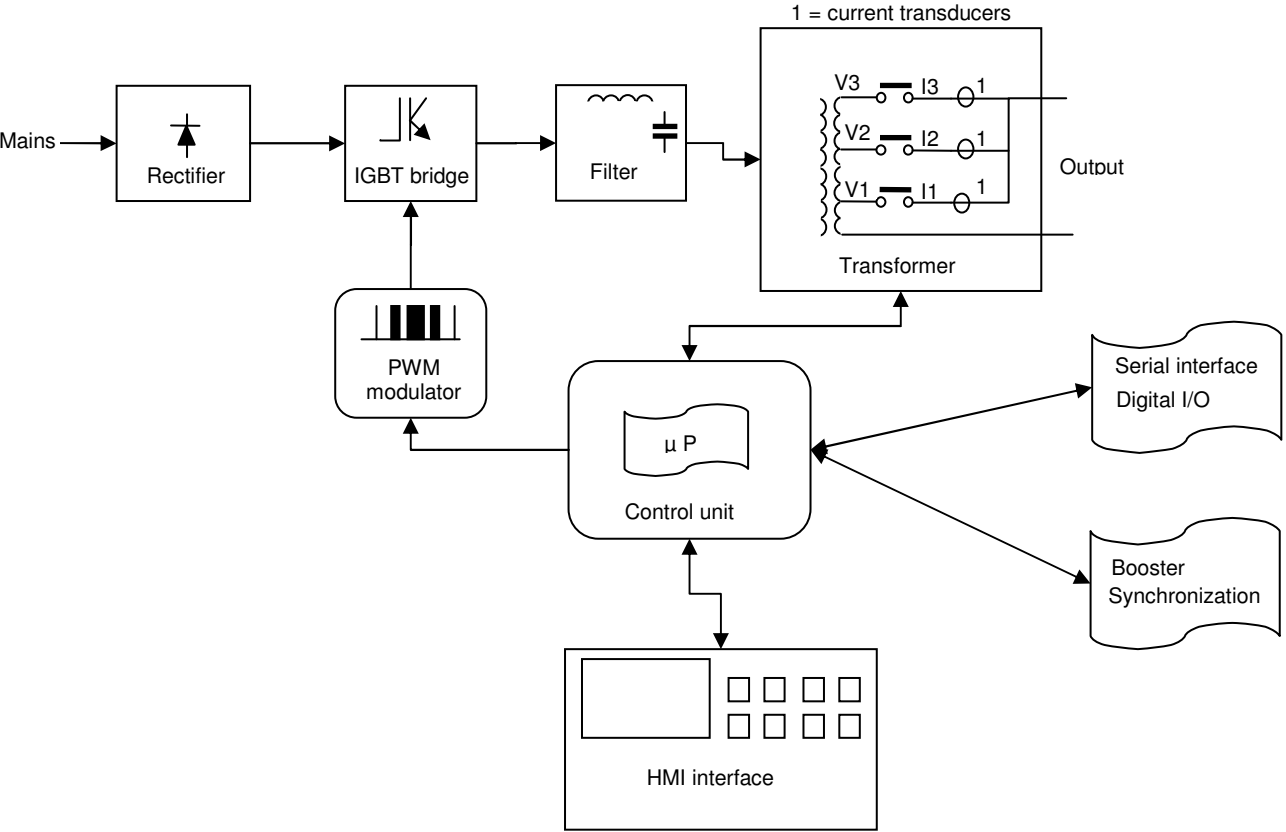 1 = current transducers
Mains
Rectifier
IGBT bridge
Filter
V3 I3 1
V2 I2 1
V1 I1 1
Output
Transformer
PWM
modulator
µ P
Control unit
Serial interface
Digital I/O
Booster
Synchronization
HMI interface